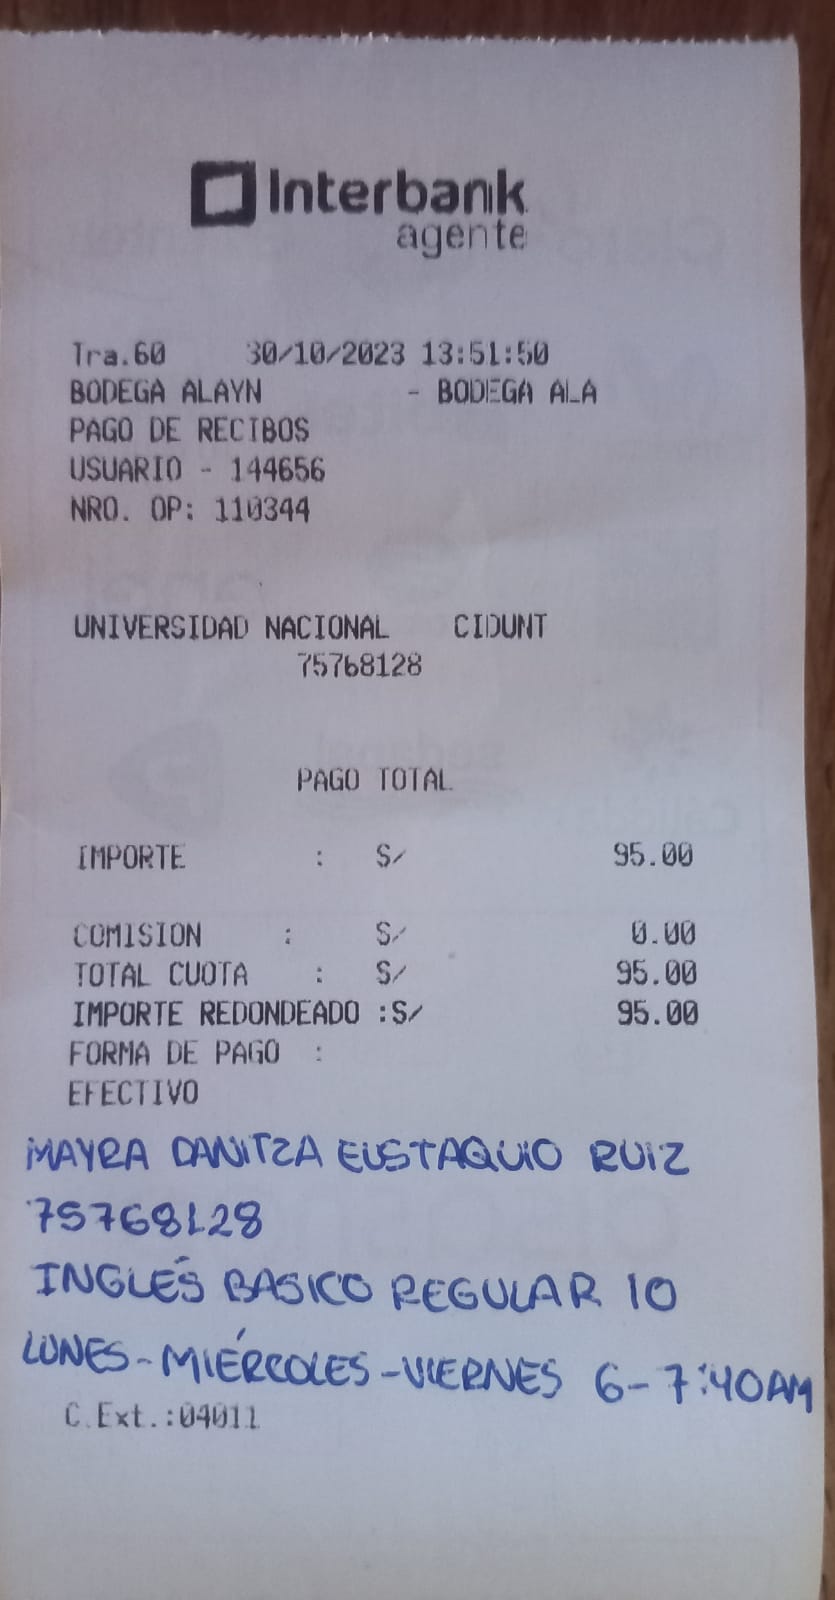 Interbank
agente
Tra.60 30/10/2023 13:51:50
BODEGA ALAYN - BODEGA ALA
PAGO DE RECIBOS
USUARIO - 144656
NRO. OP: 110344
UNIVERSIDAD NACIONAL CIDUNT
75768128
PAGO TOTAL
IMPORTE : S/ 95.00
COMISION : S/ 0.00
TOTAL CUOTA : S/ 95.00
IMPORTE REDONDEADO :S/ 95.00
FORMA DE PAGO :
EFECTIVO
MAYRA DANITZA EUSTAQUIO RUIZ
75768128
INGLÉS BASICO REGULAR 10
LUNES-MIÉRCOLES-VIERNES 6-7:40AM
C.Ext.:04011